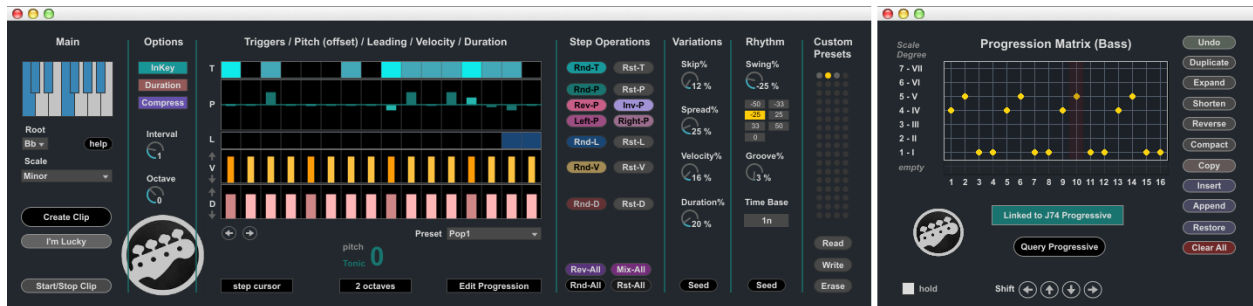 Main
Root
Bb
help
Scale
Minor
Create Clip
I'm Lucky
Start/Stop Clip
Options
InKey
Duration
Compress
Interval
1
Octave
0
Triggers / Pitch (offset) / Leading / Velocity / Duration
T
P
L
V
D
Preset Pop1
pitch
Tonic 0
step cursor
2 octaves
Edit Progression
Step Operations
Rnd-T Rst-T
Rnd-P Rst-P
Rev-P Inv-P
Left-P Right-P
Rnd-L Rst-L
Rnd-V Rst-V
Rnd-D Rst-D
Rev-All Mix-All
Rnd-All Rst-All
Variations
Skip%
12 %
Spread%
25 %
Velocity%
16 %
Duration%
20 %
Seed
Rhythm
Swing%
-25 %
-50 -33
-25 25
33 50
0
Groove%
3 %
Time Base
1n
Seed
Custom
Presets
Read
Write
Erase
Scale
Degree
Progression Matrix (Bass)
7 - VII
6 - VI
5 - V
4 - IV
3 - III
2 - II
1 - I
empty
1 2 3 4 5 6 7 8 9 10 11 12 13 14 15 16
Linked to J74 Progressive
Query Progressive
hold
Shift
Undo
Duplicate
Expand
Shorten
Reverse
Compact
Copy
Insert
Append
Restore
Clear All